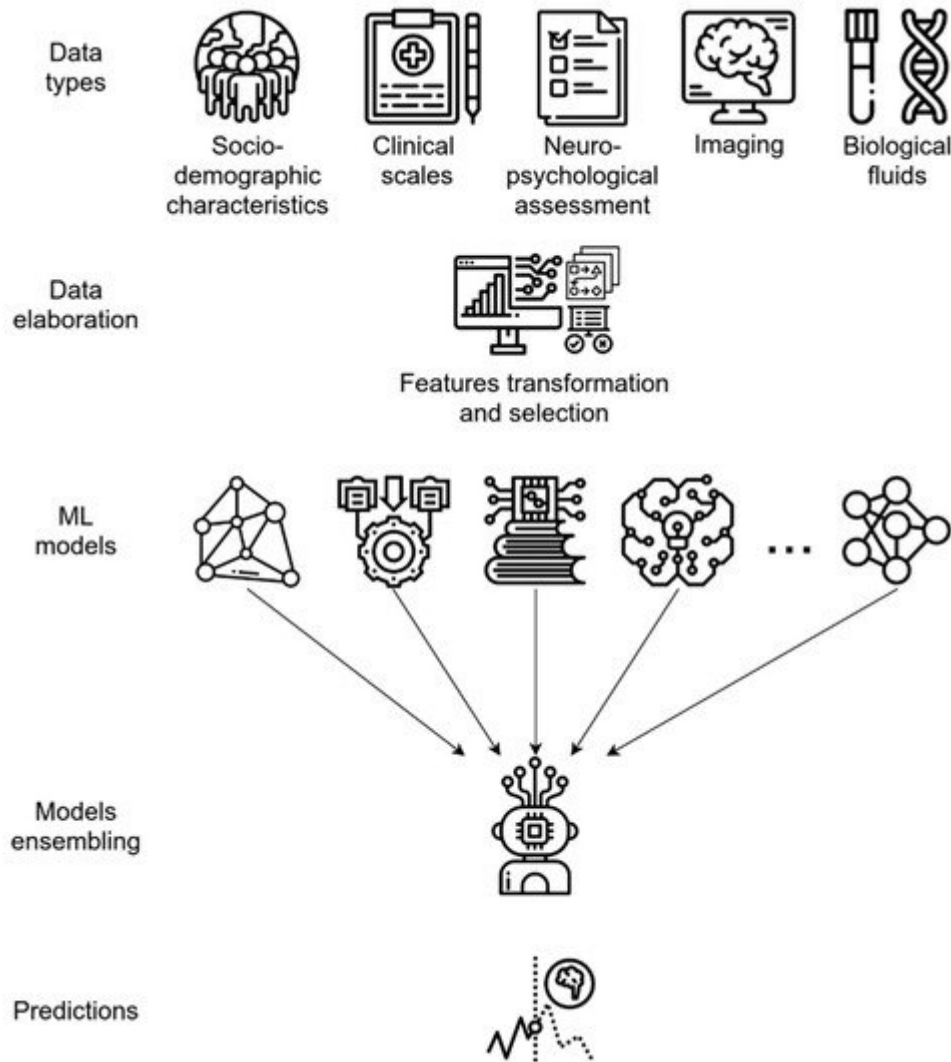 Data
types
Socio-
demographic
characteristics
Clinical
scales
Neuro-
psychological
assessment
Imaging
Biological
fluids
Data
elaboration
Features transformation
and selection
ML
models
...
Models
ensembling
Predictions